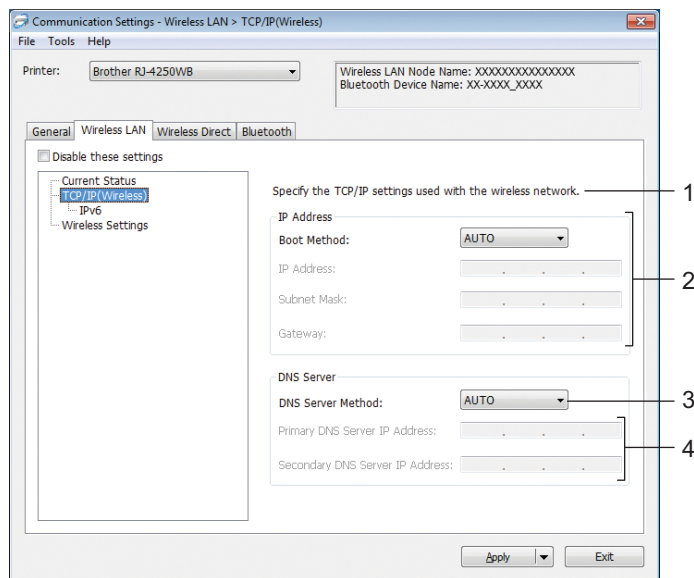 Communication Settings - Wireless LAN > TCP/IP(Wireless)
File Tools Help
Printer: Brother RJ-4250WB
Wireless LAN Node Name: XXXXXXXXXXXXXXX
Bluetooth Device Name: XX-XXXX_XXXX
General Wireless LAN Wireless Direct Bluetooth
Disable these settings
Current Status
TCP/IP(Wireless)
IPv6
Wireless Settings
Specify the TCP/IP settings used with the wireless network. 1
IP Address
Boot Method: AUTO
IP Address: . . .
2
Subnet Mask: . . .
Gateway: . . .
DNS Server
DNS Server Method: AUTO 3
Primary DNS Server IP Address: . . .
4
Secondary DNS Server IP Address: . . .
Apply Exit